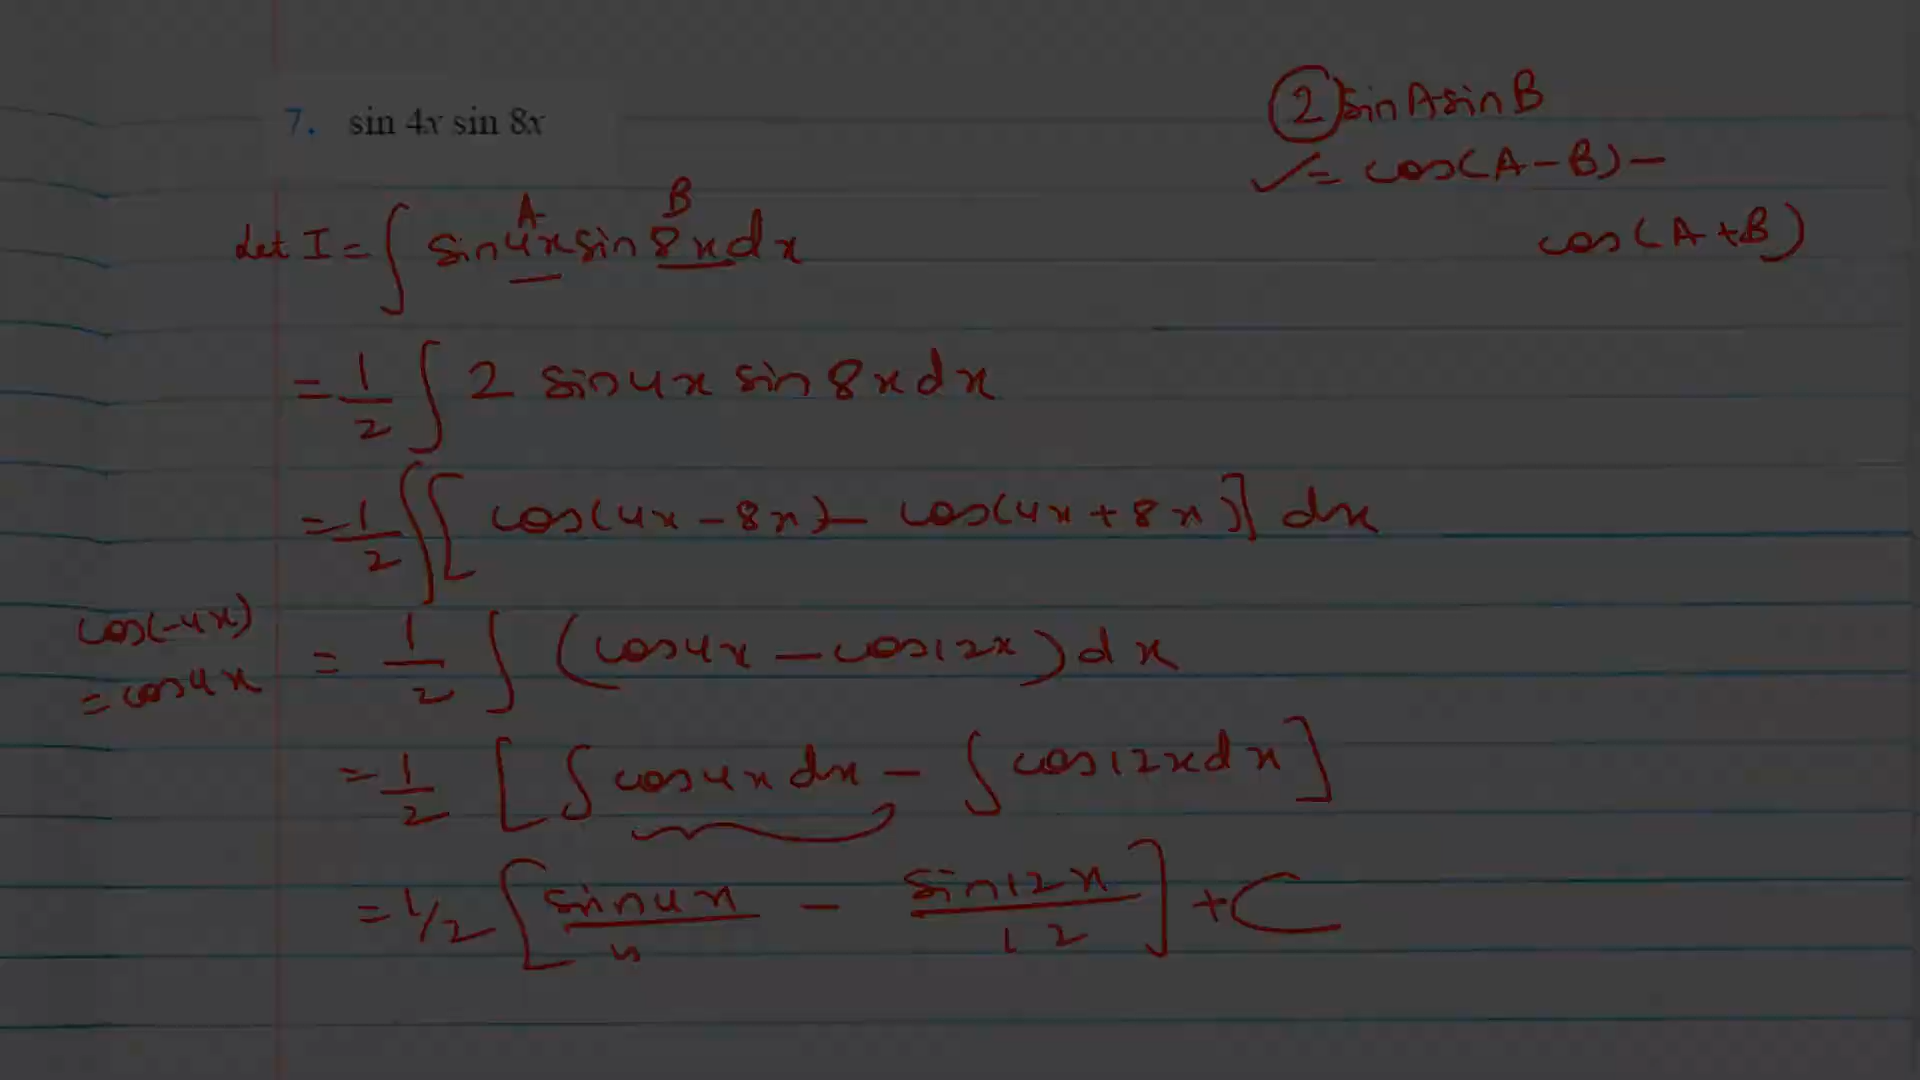 7. sin 4x sin 8x
2 sin A sin B
= cos(A-B) -
cos(A+B)
A B
Let I = ∫ sin 4x sin 8x dx
= 1/2 ∫ 2 sin 4x sin 8x dx
= 1/2 ∫ [ cos(4x - 8x) - cos(4x + 8x ] dx
cos(-4x)
= cos 4x
= 1/2 ∫ (cos 4x - cos 12x) dx
= 1/2 [ ∫ cos 4x dx - ∫ cos 12x dx ]
= 1/2 [ sin 4x / 4 - sin 12x / 12 ] + C